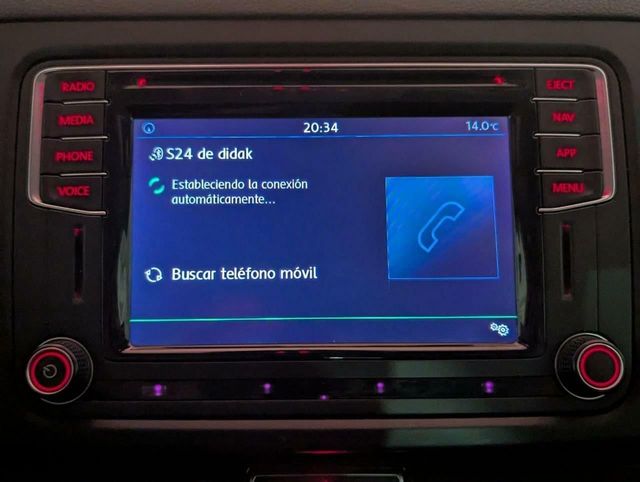 RADIO
EJECT
MEDIA
NAV
PHONE
APP
VOICE
MENU
20:34
14.0°C
S24 de didak
Estableciendo la conexión
automáticamente...
Buscar teléfono móvil